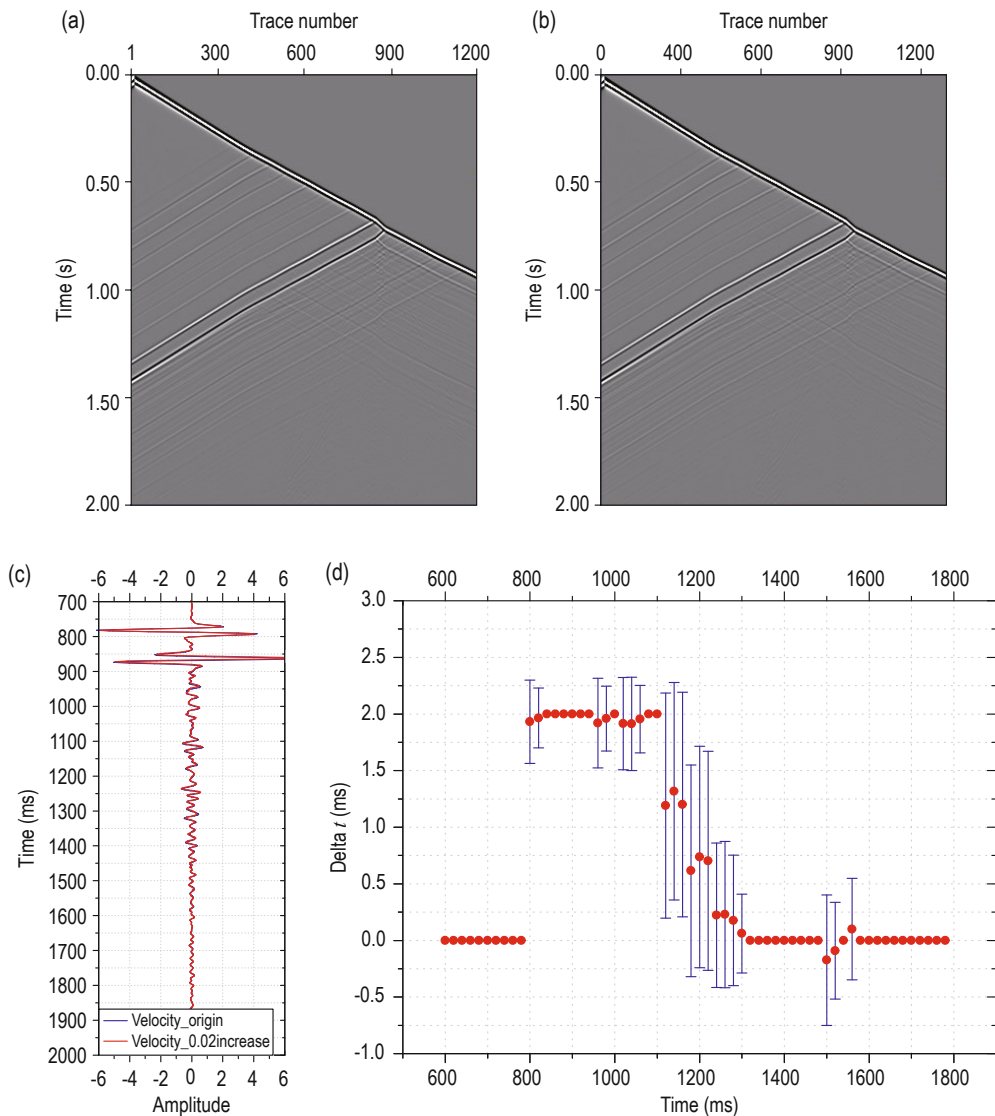 (a)
Trace number
1 300 600 900 1200
0.00
0.50
1.00
1.50
2.00
Time (s)
(b)
Trace number
0 400 600 900 1200
0.00
0.50
1.00
1.50
2.00
Time (s)
(c)
-6 -4 -2 0 2 4 6
700
800
900
1000
1100
1200
1300
1400
1500
1600
1700
1800
1900
2000
Time (ms)
Velocity_origin
Velocity_0.02increase
-6 -4 -2 0 2 4 6
Amplitude
(d)
600 800 1000 1200 1400 1600 1800
3.0
2.5
2.0
1.5
1.0
0.5
0.0
-0.5
-1.0
Delta t (ms)
600 800 1000 1200 1400 1600 1800
Time (ms)